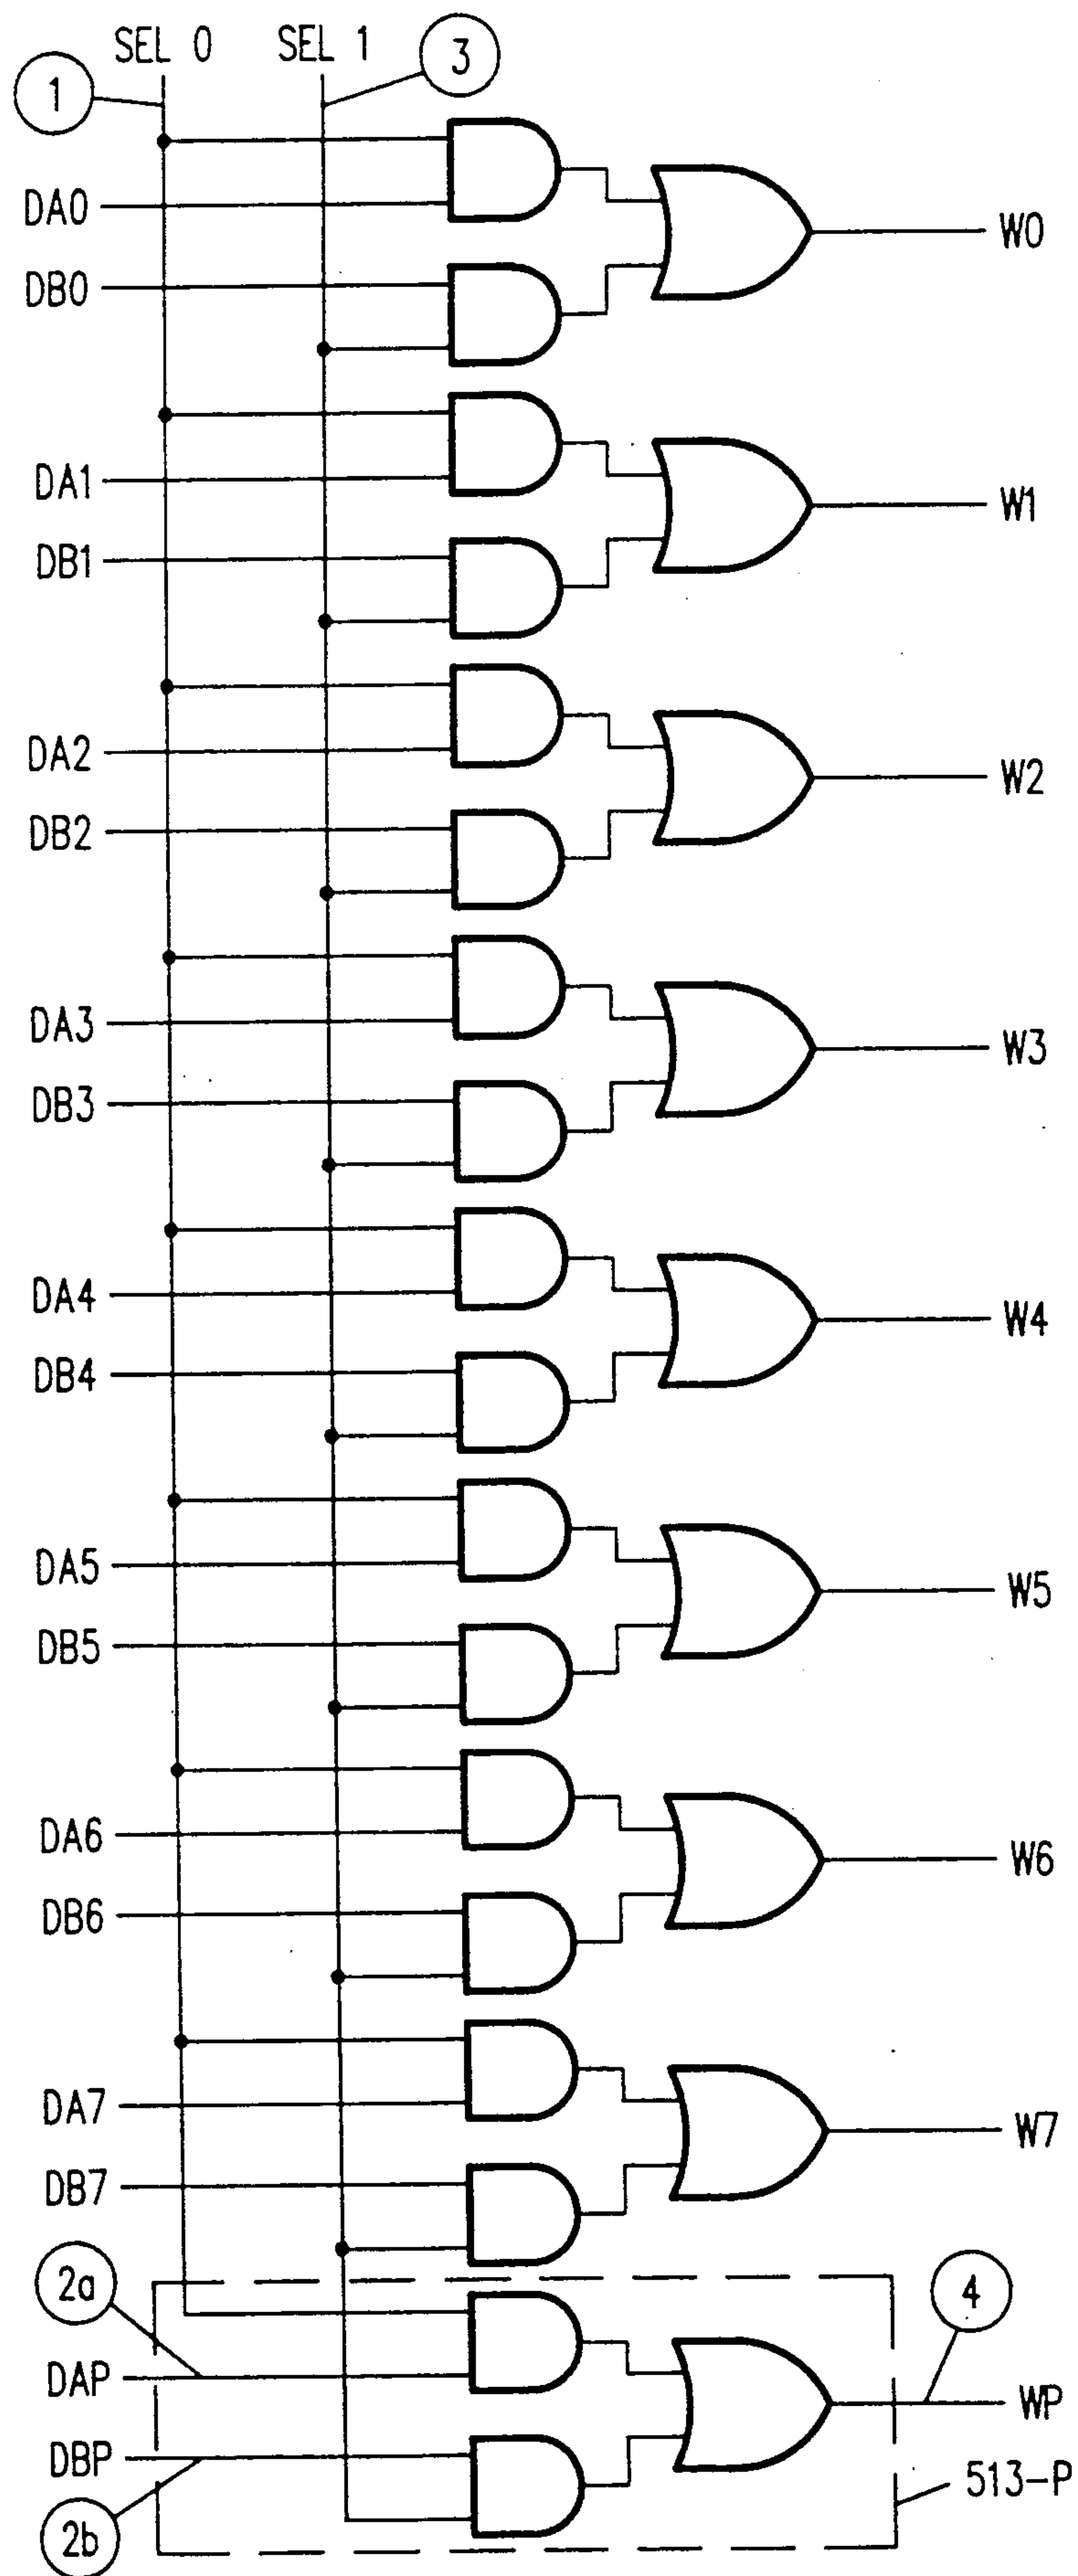 SEL 0 SEL 1
1
3
DA0
W0
DB0
DA1
W1
DB1
DA2
W2
DB2
DA3
W3
DB3
DA4
W4
DB4
DA5
W5
DB5
DA6
W6
DB6
DA7
W7
DB7
2a
4
DAP
WP
DBP
513-P
2b